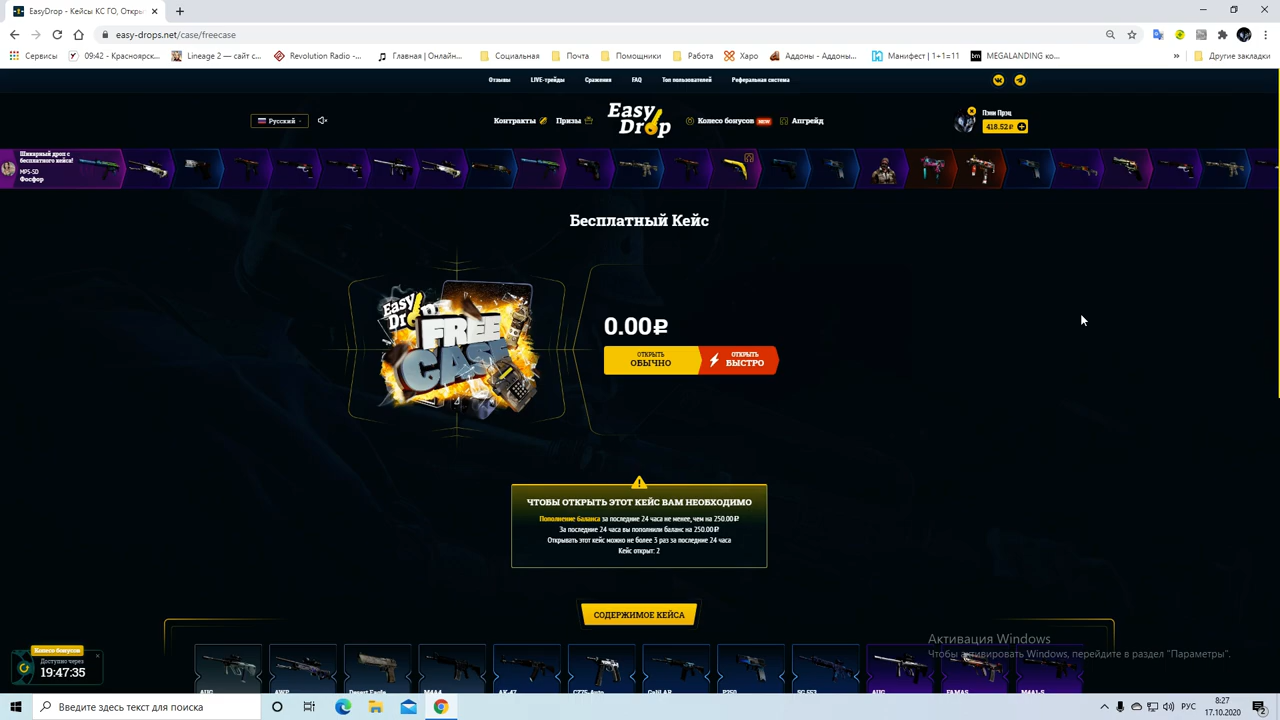 EasyDrop - Кейсы КС ГО, Откры
easy-drops.net/case/freecase
Сервисы
09:42 - Красноярск...
Lineage 2 — сайт с...
Revolution Radio -...
Главная | Онлайн...
Социальная
Почта
Помощники
Работа
Харо
Аддоны - Аддоны...
Манифест | 1+1=11
bm
MEGALANDING ко...
»
Другие закладки
Отзывы
LIVE-трейды
Сражения
FAQ
Топ пользователей
Реферальная система
Русский
Контракты
Призы
Easy Drop
Колесо бонусов
NEW
Апгрейд
Пэни Прэц
418.52₽
Шикарный дроп с
бесплатного кейса!
MP5-SD
Фосфор
Бесплатный Кейс
Easy
Drop
FREE
CASE
0.00₽
ОТКРЫТЬ
ОБЫЧНО
ОТКРЫТЬ
БЫСТРО
ЧТОБЫ ОТКРЫТЬ ЭТОТ КЕЙС ВАМ НЕОБХОДИМО
Пополнение баланса за последние 24 часа не менее, чем на 250.00₽
За последние 24 часа вы пополнили баланс на 250.00₽
Открывать этот кейс можно не более 3 раз за последние 24 часа
Кейс открыт: 2
СОДЕРЖИМОЕ КЕЙСА
AUG
AWP
Desert Eagle
M4A4
AK-47
CZ75-Auto
Galil AR
P250
SG 553
AUG
FAMAS
M4A1-S
Колесо бонусов
Доступно через
19:47:35
Активация Windows
Чтобы активировать Windows, перейдите в раздел "Параметры".
Введите здесь текст для поиска
РУС
8:27
17.10.2020
2